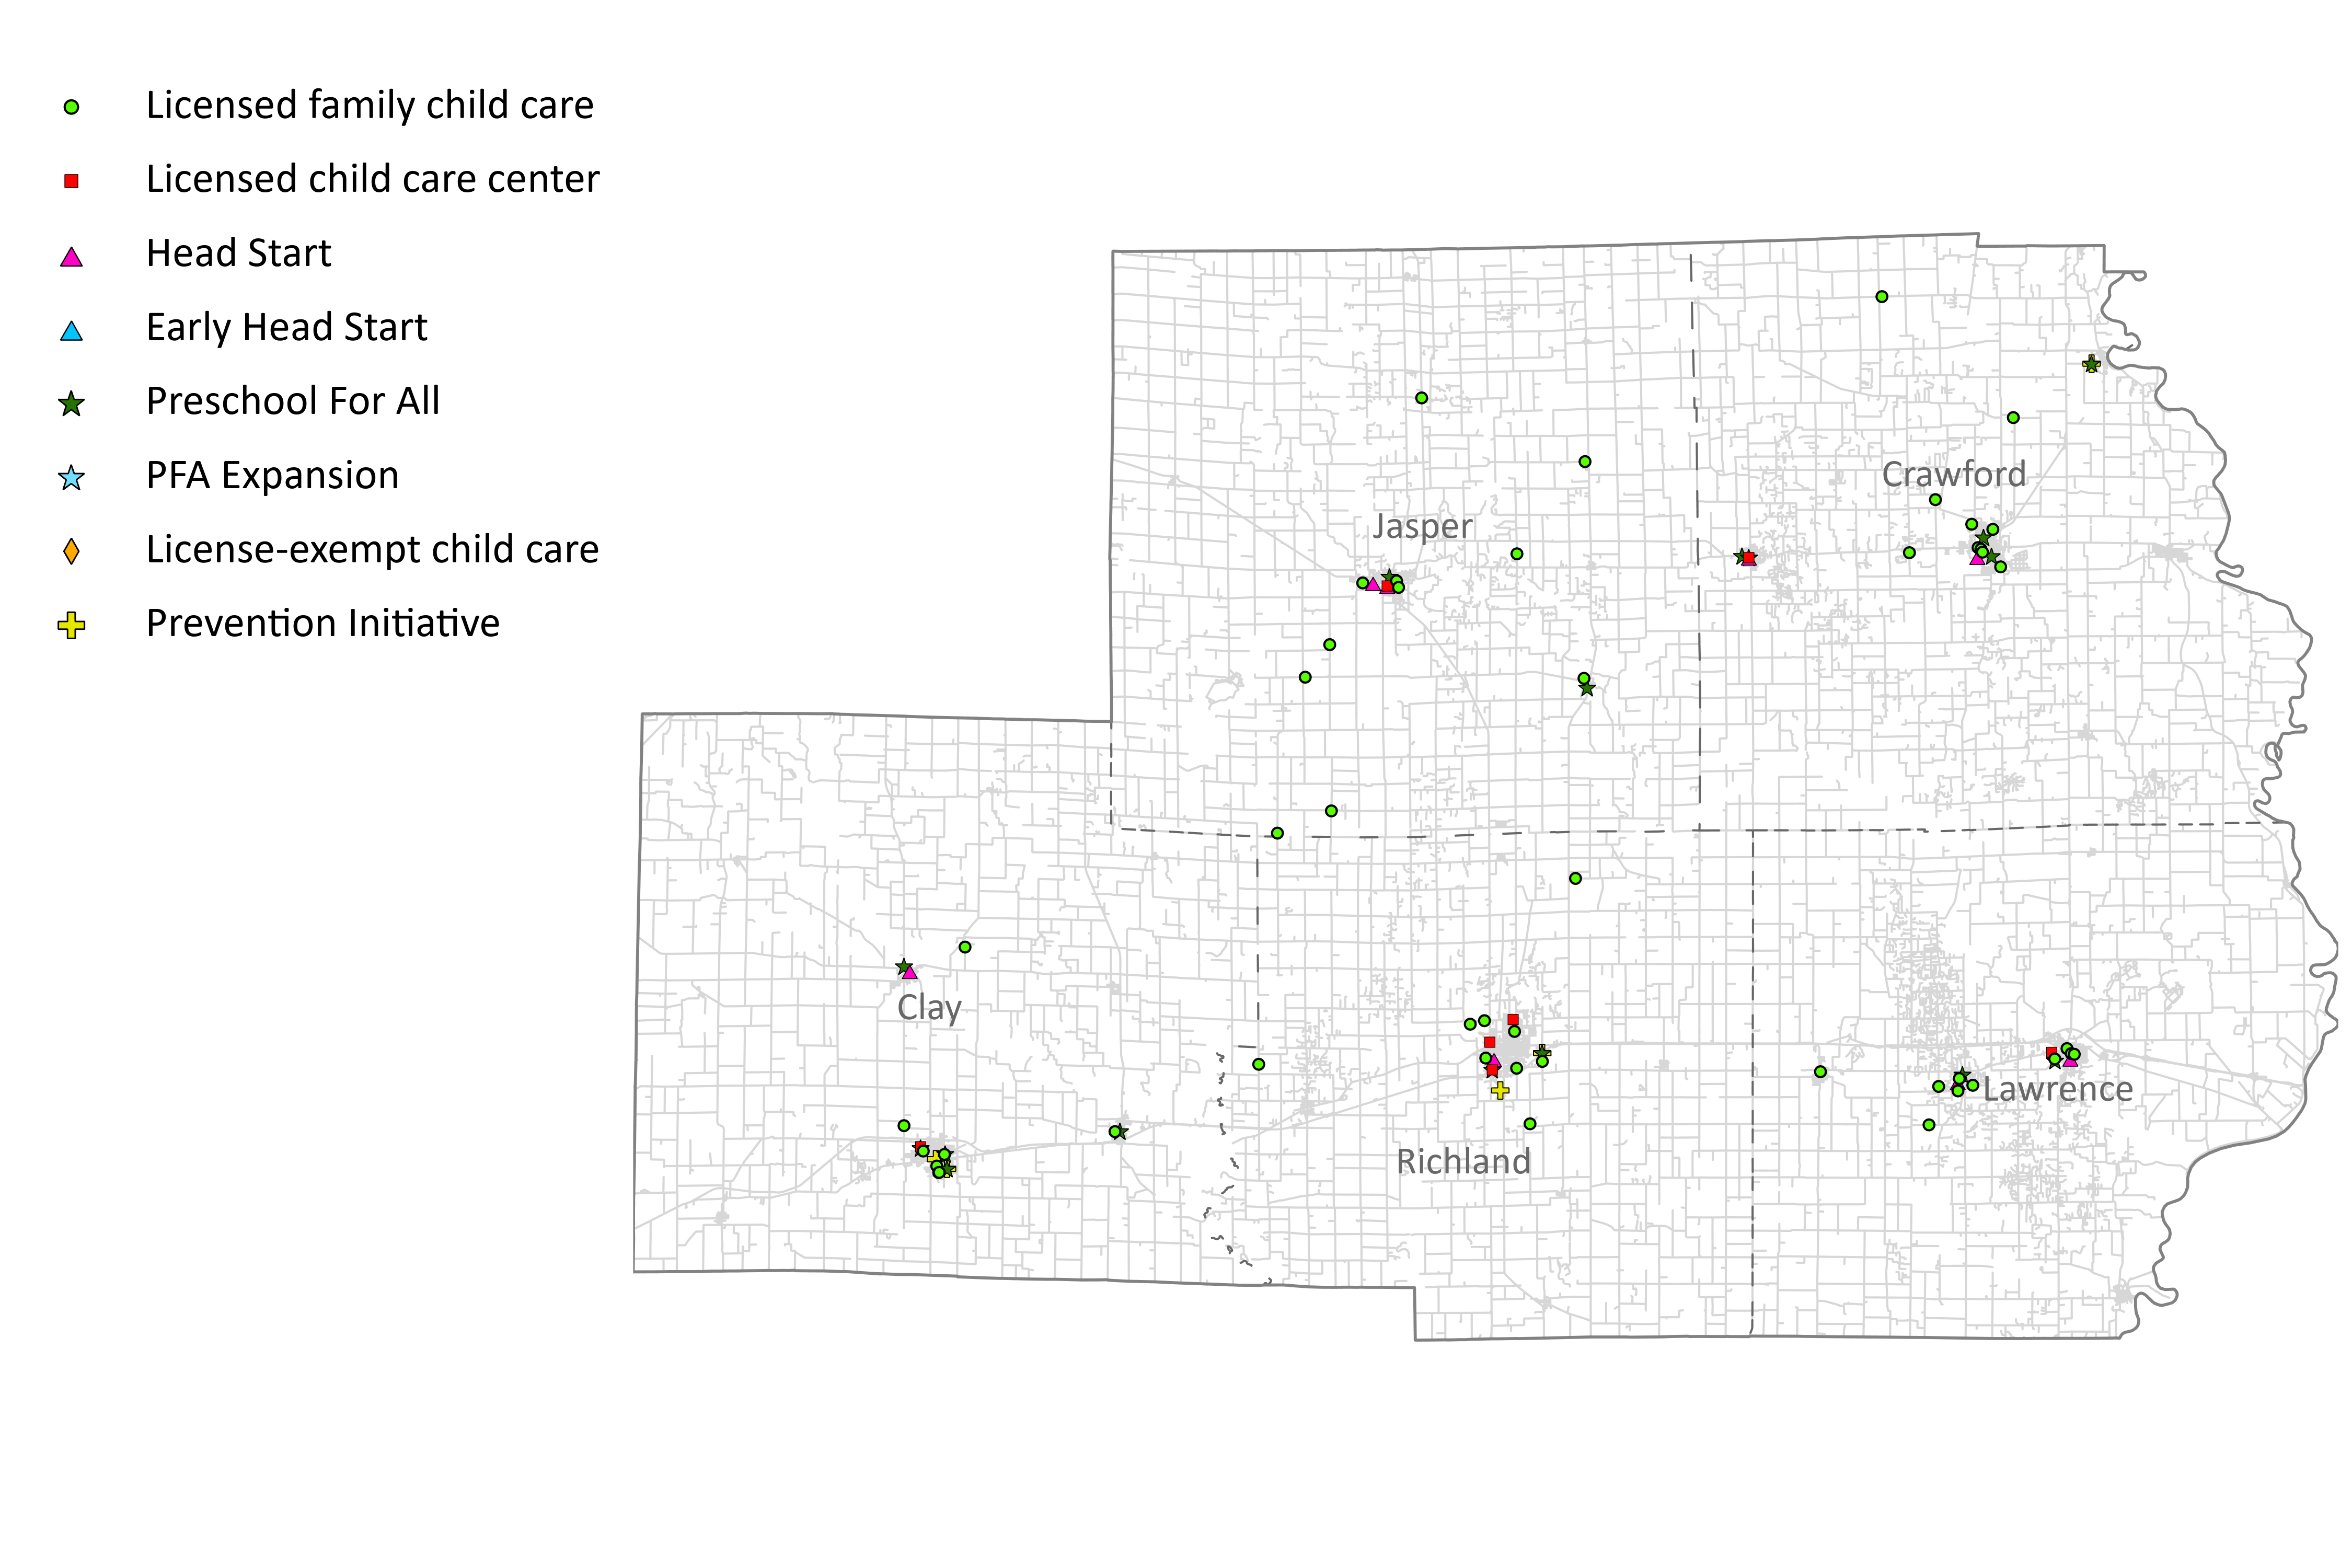 Licensed family child care
Licensed child care center
Head Start
Early Head Start
Preschool For All
PFA Expansion
License-exempt child care
Prevention Initiative
Crawford
Jasper
Clay
Lawrence
Richland